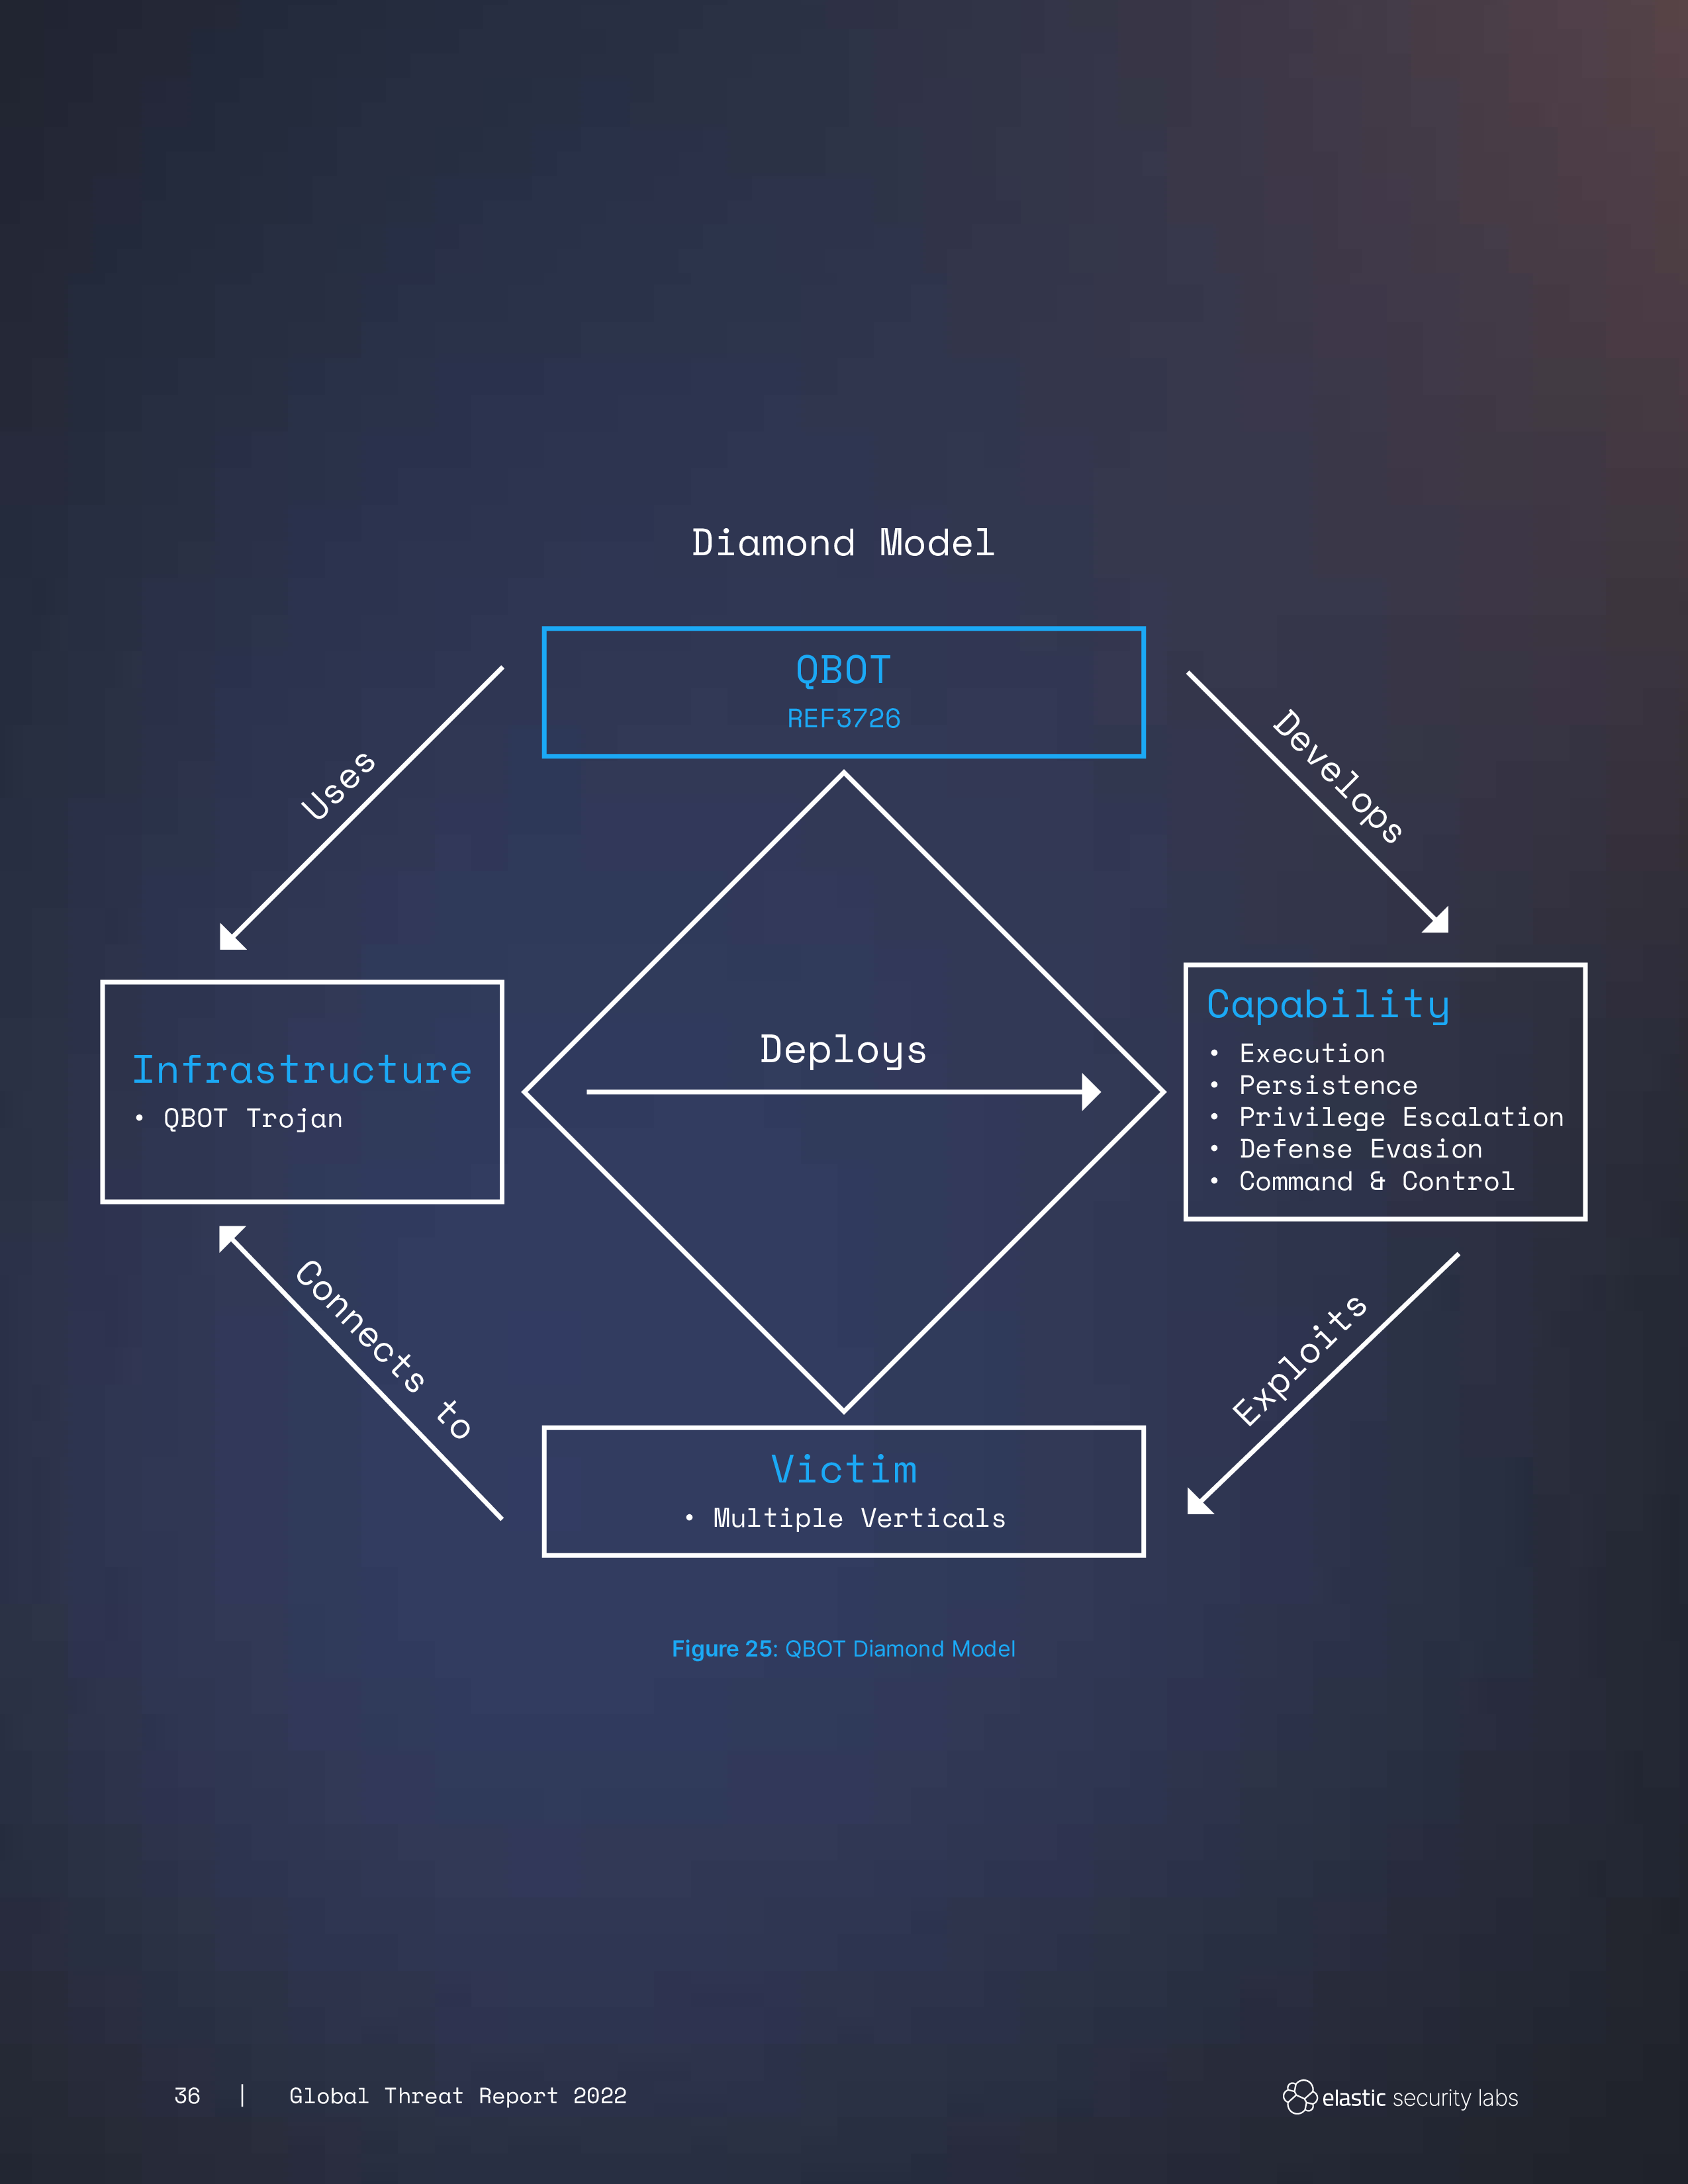 Diamond Model
QBOT
REF3726
Uses
Develops
Infrastructure
• QBOT Trojan
Deploys
Capability
• Execution
• Persistence
• Privilege Escalation
• Defense Evasion
• Command & Control
Connects to
Exploits
Victim
• Multiple Verticals
Figure 25: QBOT Diamond Model
36 | Global Threat Report 2022
elastic security labs